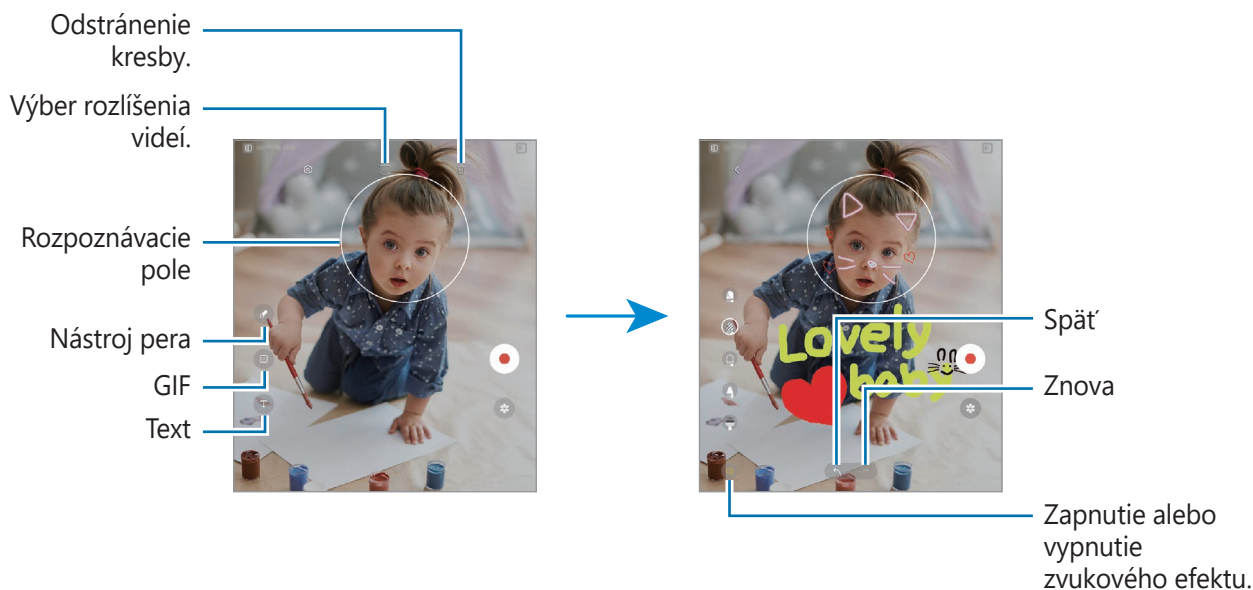 Odstránenie
kresby.
Výber rozlíšenia
videí.
Rozpoznávacie
pole
Nástroj pera
GIF
Text
Lovely
baby
Späť
Znova
Zapnutie alebo
vypnutie
zvukového efektu.